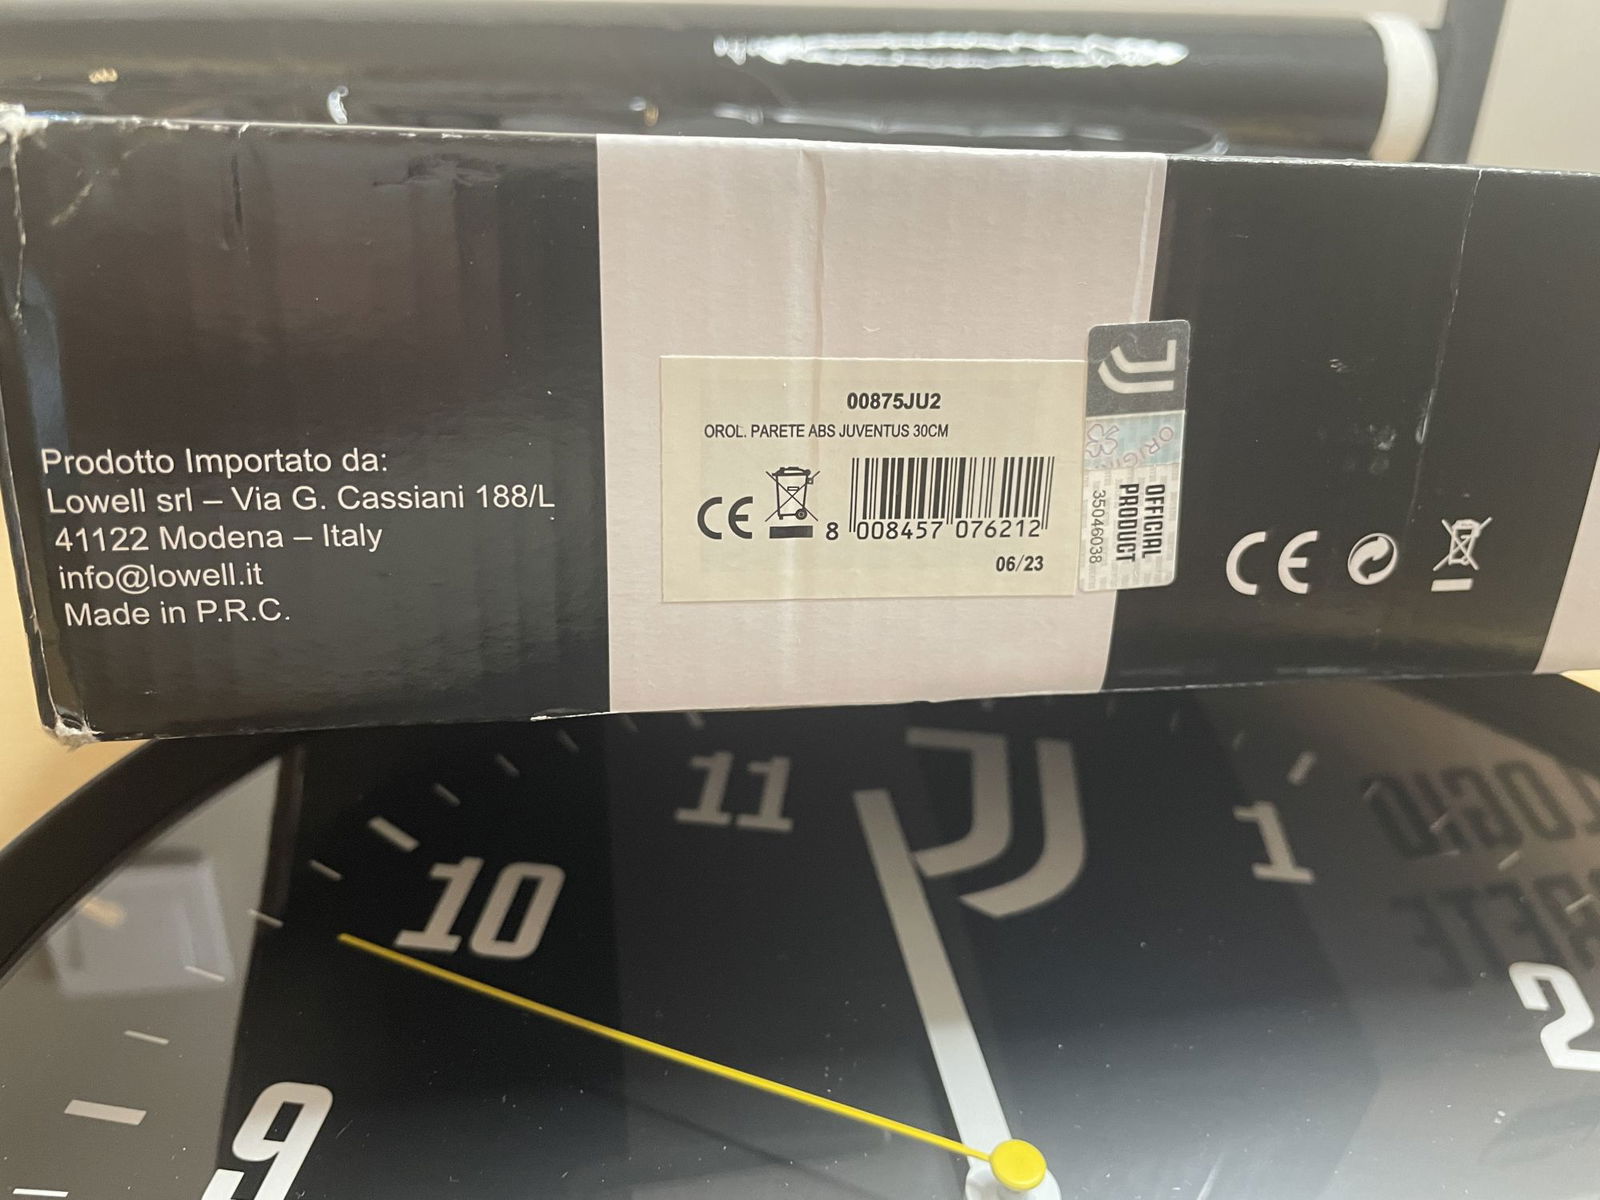 Prodotto Importato da:
Lowell srl – Via G. Cassiani 188/L
41122 Modena – Italy
info@lowell.it
Made in P.R.C.
00875JU2
OROL. PARETE ABS JUVENTUS 30CM
CE
8 008457 076212
06/23
OFFICIAL
PRODUCT
35046038
CE
11
1
10
2
9